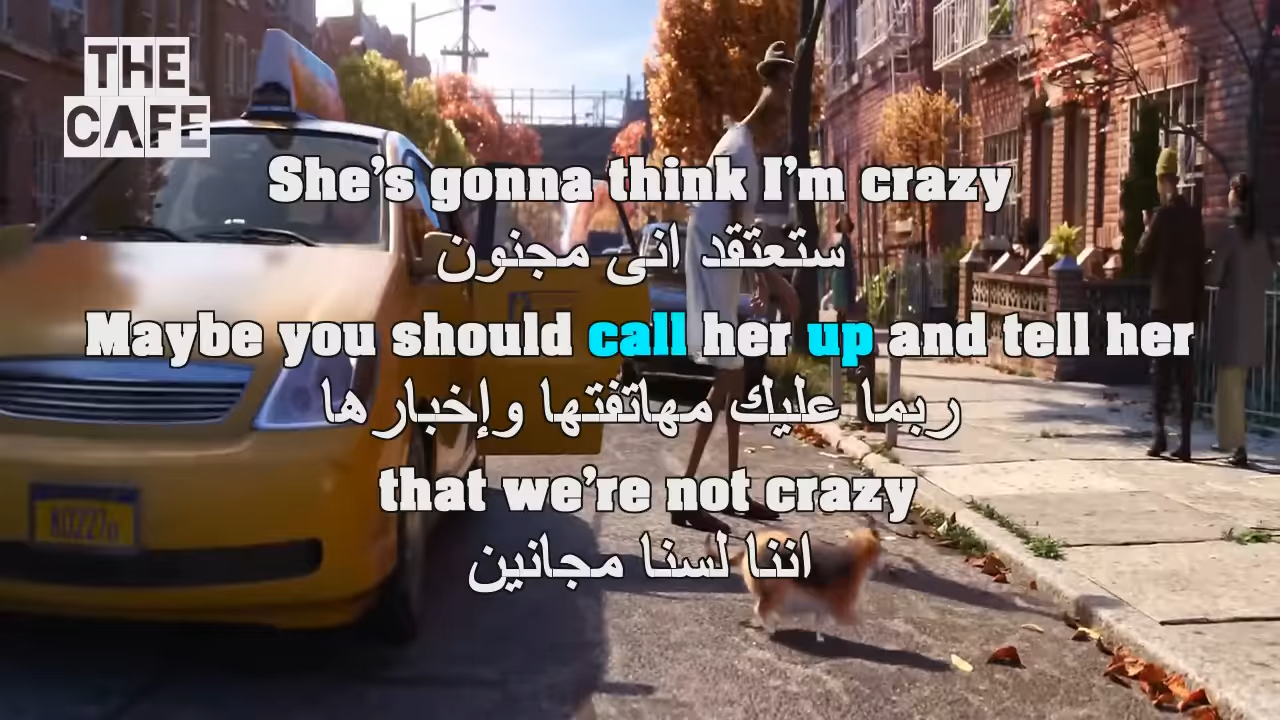 THE
CAFE
She's gonna think I'm crazy
ستعتقد انى مجنون
Maybe you should call her up and tell her
ربما عليك مهاتفتها وإخبارها
that we're not crazy
اننا لسنا مجانين